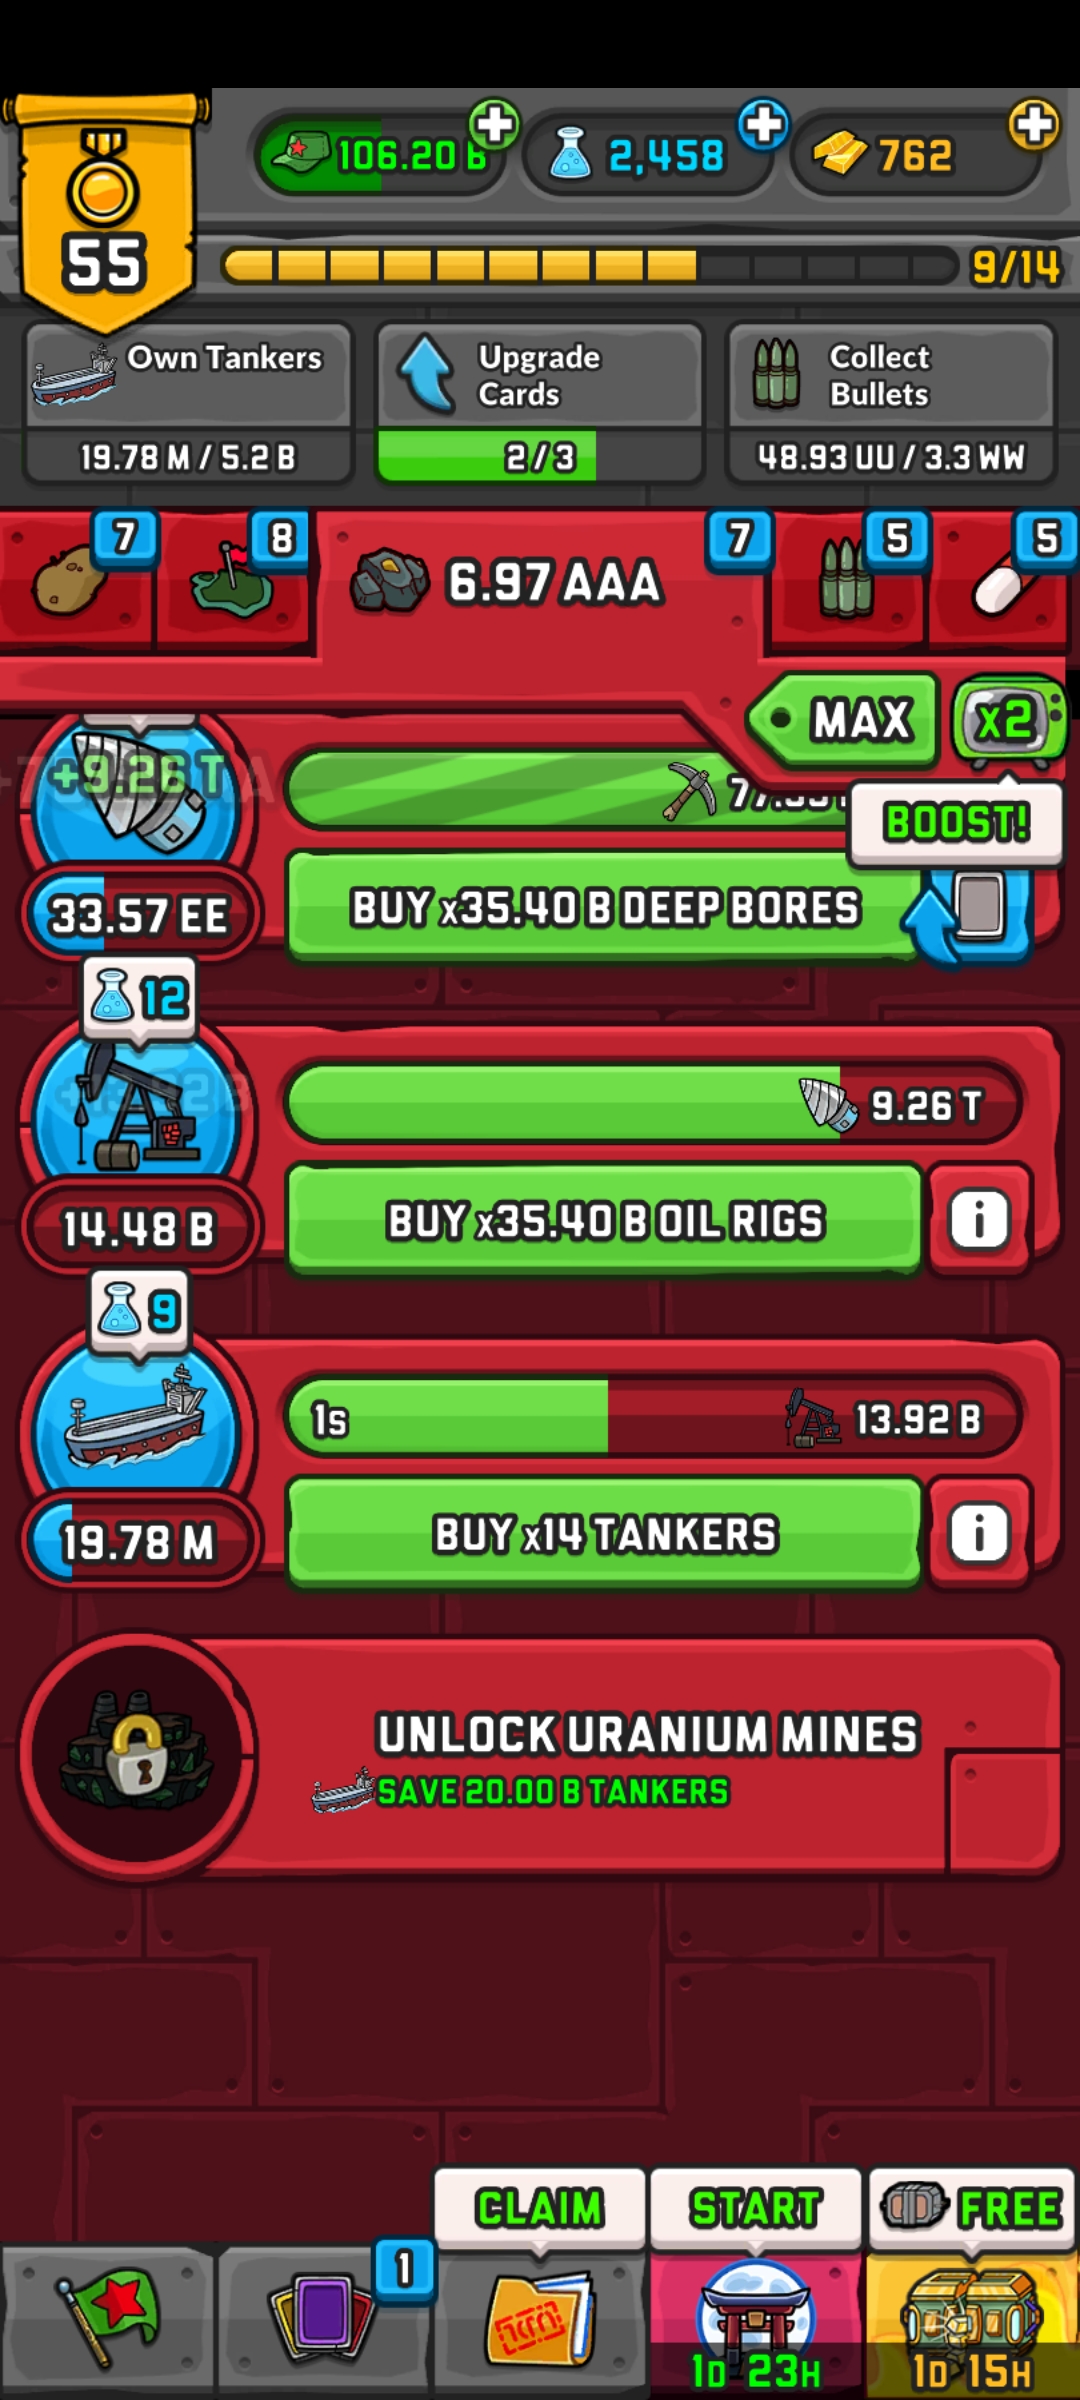 106.20 B
2,458
762
55
9/14
Own Tankers
19.78 M / 5.2 B
Upgrade
Cards
2 / 3
Collect
Bullets
48.93 UU / 3.3 WW
7
8
6.97 AAA
7
5
5
MAX
x2
BOOST!
+9.26 T
33.57 EE
BUY x35.40 B DEEP BORES
12
9.26 T
14.48 B
BUY x35.40 B OIL RIGS
9
1s
13.92 B
19.78 M
BUY x14 TANKERS
UNLOCK URANIUM MINES
SAVE 20.00 B TANKERS
CLAIM
START
FREE
1
1D 23H
1D 15H